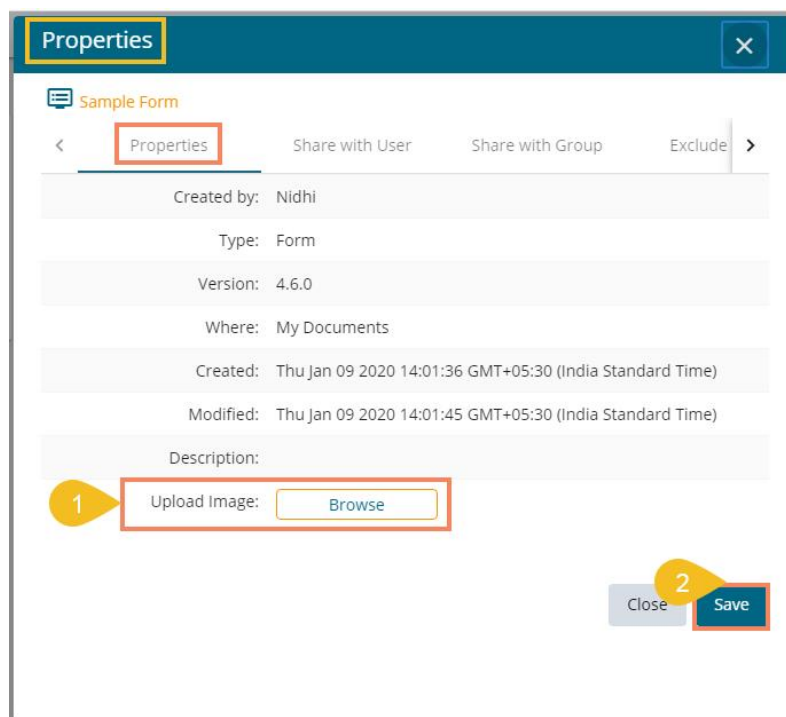 Properties
Sample Form
Properties Share with User Share with Group Exclude
Created by: Nidhi
Type: Form
Version: 4.6.0
Where: My Documents
Created: Thu Jan 09 2020 14:01:36 GMT+05:30 (India Standard Time)
Modified: Thu Jan 09 2020 14:01:45 GMT+05:30 (India Standard Time)
Description:
1 Upload Image: Browse
2
Close Save